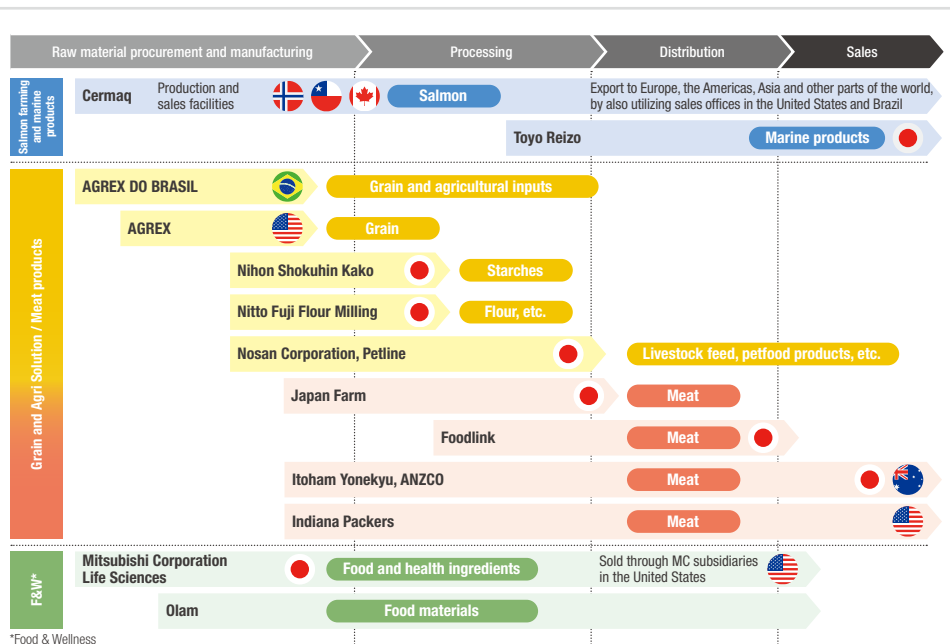 Raw material procurement and manufacturing
Processing
Distribution
Sales
Salmon farming
and marine
products
Cermaq
Production and
sales facilities
Salmon
Export to Europe, the Americas, Asia and other parts of the world,
by also utilizing sales offices in the United States and Brazil
Toyo Reizo
Marine products
Grain and Agri Solution / Meat products
AGREX DO BRASIL
Grain and agricultural inputs
AGREX
Grain
Nihon Shokuhin Kako
Starches
Nitto Fuji Flour Milling
Flour, etc.
Nosan Corporation, Petline
Livestock feed, petfood products, etc.
Japan Farm
Meat
Foodlink
Meat
Itoham Yonekyu, ANZCO
Meat
Indiana Packers
Meat
F&W*
Mitsubishi Corporation
Life Sciences
Food and health ingredients
Sold through MC subsidiaries
in the United States
Olam
Food materials
*Food & Wellness